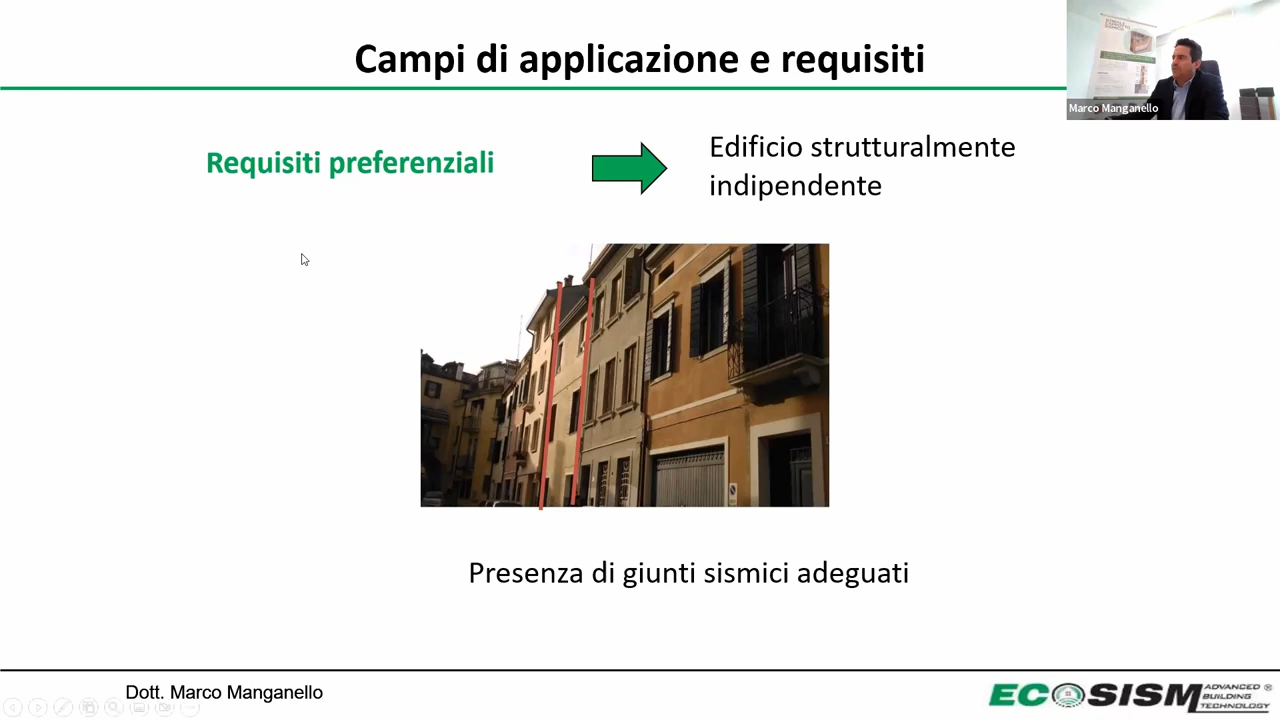 Campi di applicazione e requisiti
Marco Manganello
Requisiti preferenziali
Edificio strutturalmente
indipendente
Presenza di giunti sismici adeguati
Dott. Marco Manganello
ECOSISM
ADVANCED ®
BUILDING
TECHNOLOGY